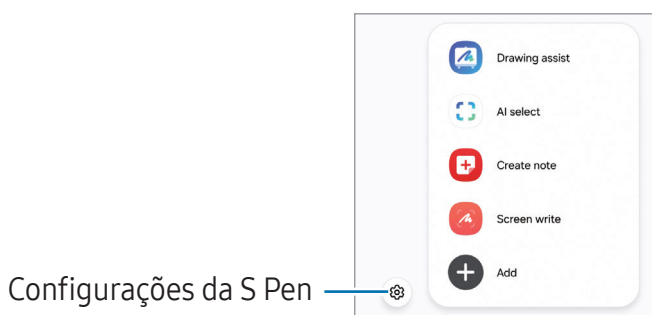 Drawing assist
AI select
Create note
Screen write
Add
Configurações da S Pen